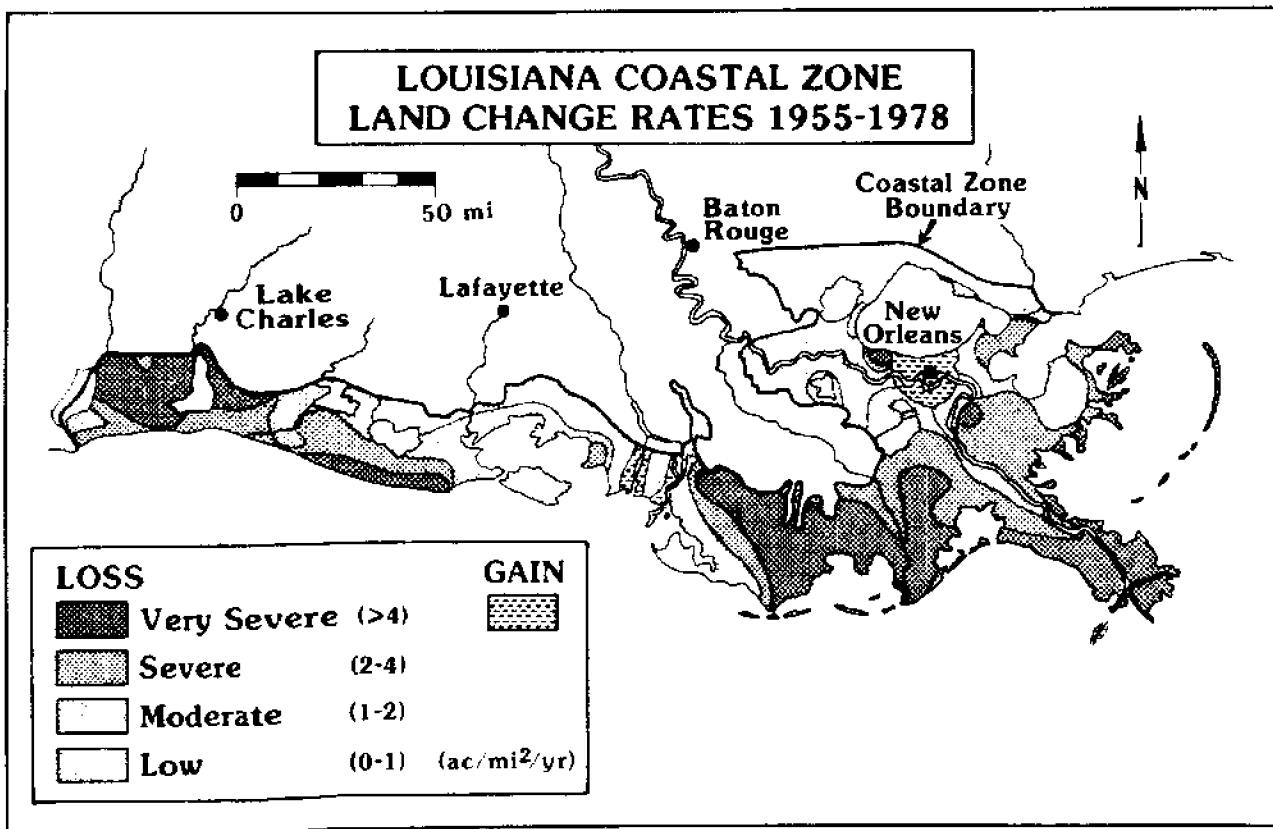 LOUISIANA COASTAL ZONE
LAND CHANGE RATES 1955-1978
0 50 mi
Baton
Rouge
Coastal Zone
Boundary
N
Lake
Charles
Lafayette
New
Orleans
LOSS GAIN
Very Severe (>4)
Severe (2-4)
Moderate (1-2)
Low (0-1) (ac/mi²/yr)